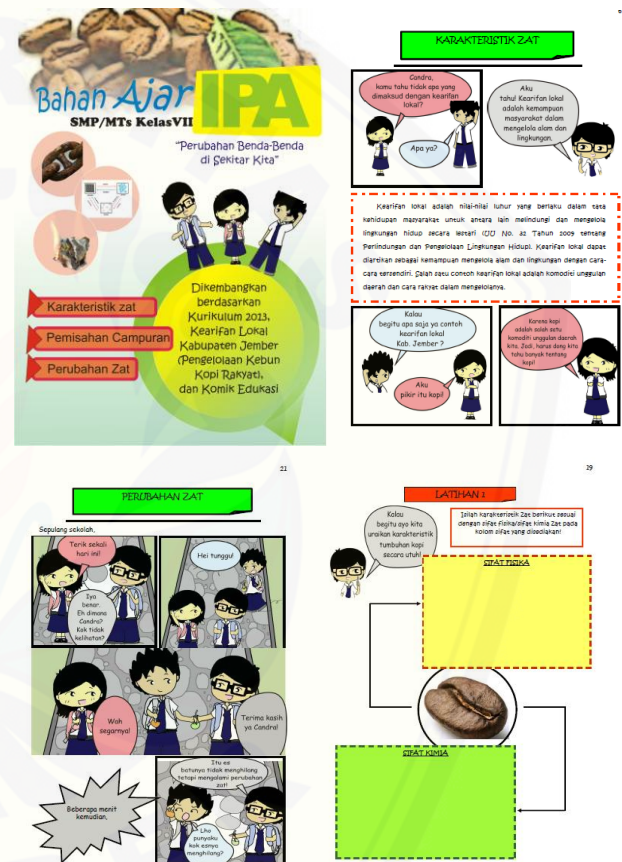 Bahan Ajar IPA
SMP/MTs KelasVII
"Perubahan Benda-Benda
di Sekitar Kita"
Karakteristik zat
Pemisahan Campuran
Perubahan Zat
Dikembangkan
berdasarkan
Kurikulum 2013,
Kearifan Lokal
Kabupaten Jember
(Pengelolaan Kebun
Kopi Rakyat),
dan Komik Edukasi
KARAKTERISTIK ZAT
Candra,
kamu tahu tidak apa yang
dimaksud dengan kearifan
lokal?
Apa ya?
Aku
tahu! Kearifan lokal
adalah kemampuan
masyarakat dalam
mengelola alam dan
lingkungan.
Kearifan lokal adalah nilai-nilai luhur yang berlaku dalam tata
kehidupan masyarakat untuk antara lain melindungi dan mengelola
lingkungan hidup secara lestari (UU No. 32 Tahun 2009 tentang
Perlindungan dan Pengelolaan Lingkungan Hidup). Kearifan lokal dapat
diartikan sebagai kemampuan mengelola alam dan lingkungan dengan cara-
cara tersendiri. Salah satu contoh kearifan lokal adalah komoditi unggulan
daerah dan cara rakyat dalam mengelolanya.
Kalau
begitu apa saja ya contoh
kearifan lokal
Kab. Jember ?
Aku
pikir itu kopi!
Karena kopi
adalah salah satu
komoditi unggulan daerah
kita. Jadi, harus dong kita
tahu banyak tentang
kopi!
21
PERUBAHAN ZAT
Sepulang sekolah,
Terik sekali
hari ini!
Iya
benar.
Eh dimana
Candra?
Kok tidak
kelihatan?
Hei tunggu!
Wah
segarnya!
Terima kasih
ya Candra!
Beberapa menit
kemudian,
Itu es
batunya tidak menghilang
tetapi mengalami perubahan
zat!
Lho
punyaku
kok esnya
menghilang?
19
LATIHAN 1
Kalau
begitu ayo kita
uraikan karakteristik
tumbuhan kopi
secara utuh!
Isilah karakteristik Zat berikut sesuai
dengan sifat fisika/sifat kimia Zat pada
kolom sifat yang disediakan!
SIFAT FISIKA
SIFAT KIMIA